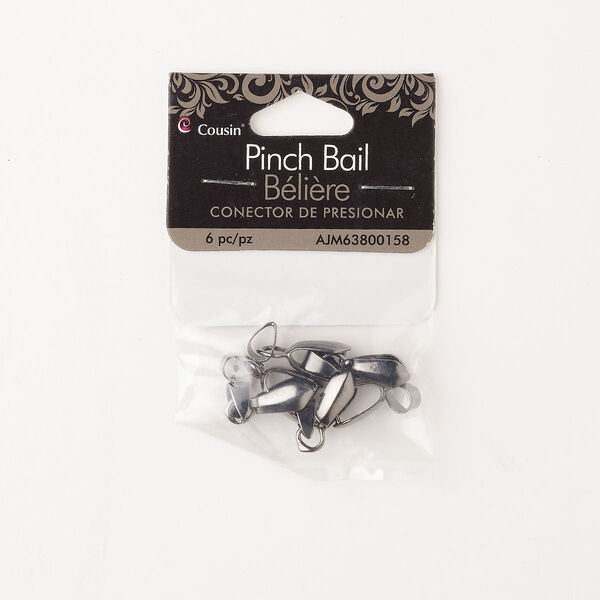 Cousin®
Pinch Bail
Bélière
CONECTOR DE PRESIONAR
6 pc/pz AJM63800158